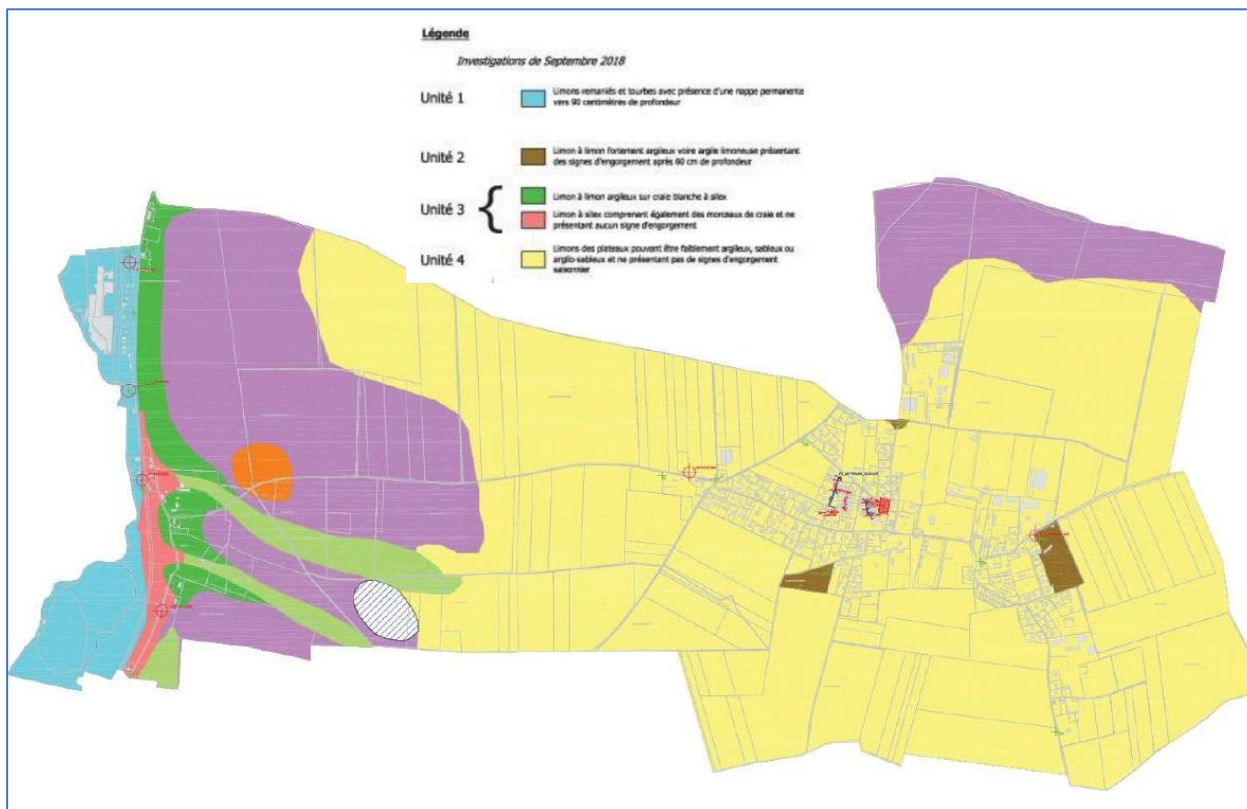 Légende
Investigations de Septembre 2018
Unité 1
Limons remaniés et tourbes avec présence d'une nappe permanente
vers 90 centimètres de profondeur
Unité 2
Limon à limon fortement argileux voire argile limoneuse présentant
des signes d'engorgement après 60 cm de profondeur
Unité 3
Limon à limon argileux sur craie blanche à silex
Limon à silex comprenant également des morceaux de craie et ne
présentant aucun signe d'engorgement
Unité 4
Limons des plateaux pouvant être faiblement argileux, sableux ou
argilo-sableux et ne présentant pas de signes d'engorgement
saisonnier